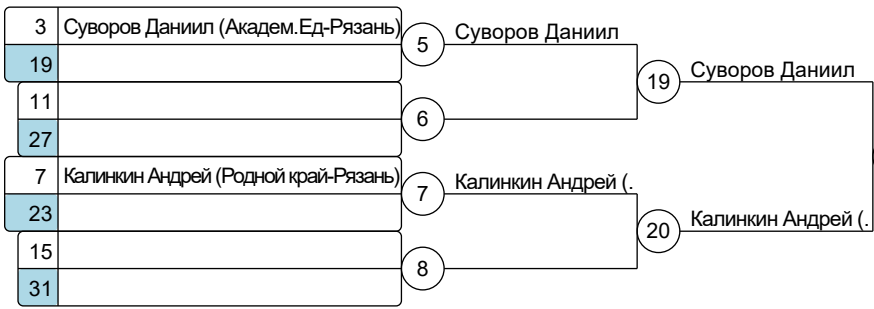 3 Суворов Даниил (Академ.Ед-Рязань)
5 Суворов Даниил
19
19 Суворов Даниил
11
6
27
7 Калинкин Андрей (Родной край-Рязань)
7 Калинкин Андрей (.
23
20 Калинкин Андрей (.
15
8
31